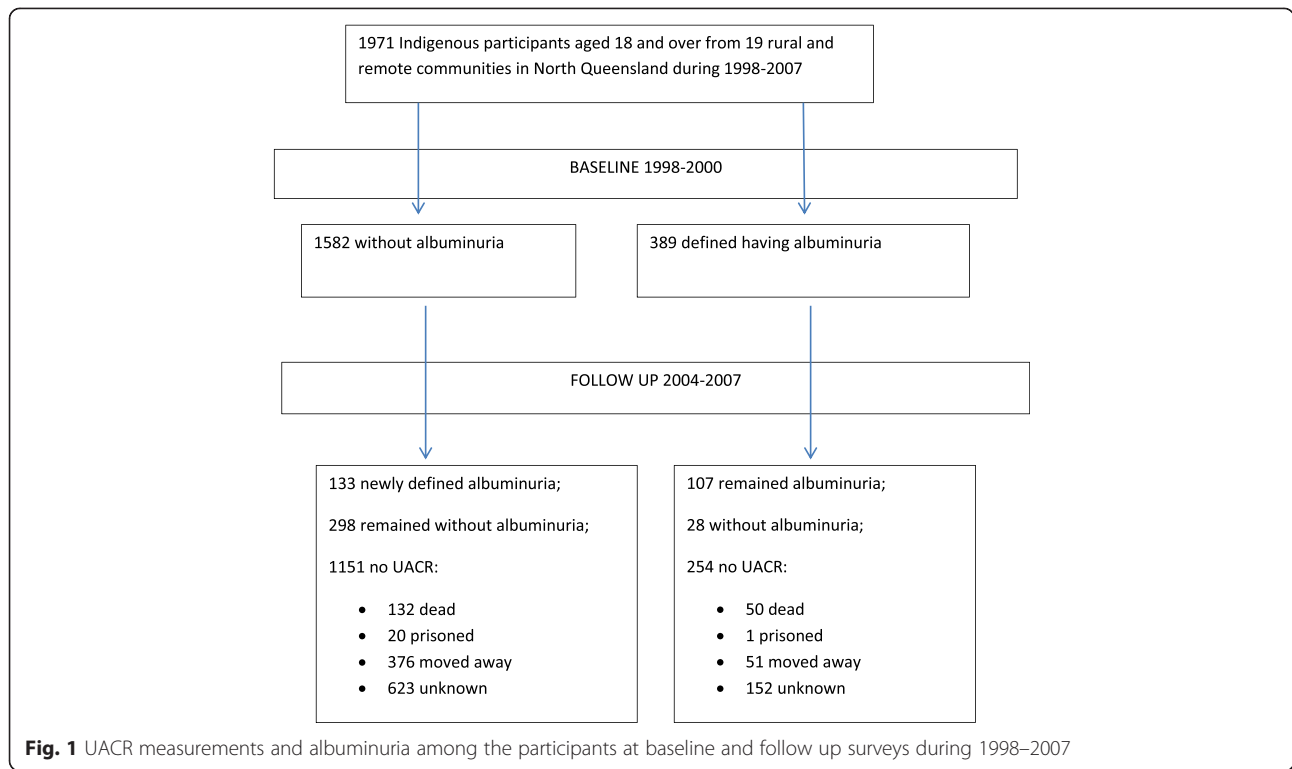 1971 Indigenous participants aged 18 and over from 19 rural and
remote communities in North Queensland during 1998-2007
BASELINE 1998-2000
1582 without albuminuria
389 defined having albuminuria
FOLLOW UP 2004-2007
133 newly defined albuminuria;
298 remained without albuminuria;
1151 no UACR:
• 132 dead
• 20 prisoned
• 376 moved away
• 623 unknown
107 remained albuminuria;
28 without albuminuria;
254 no UACR:
• 50 dead
• 1 prisoned
• 51 moved away
• 152 unknown
Fig. 1 UACR measurements and albuminuria among the participants at baseline and follow up surveys during 1998–2007